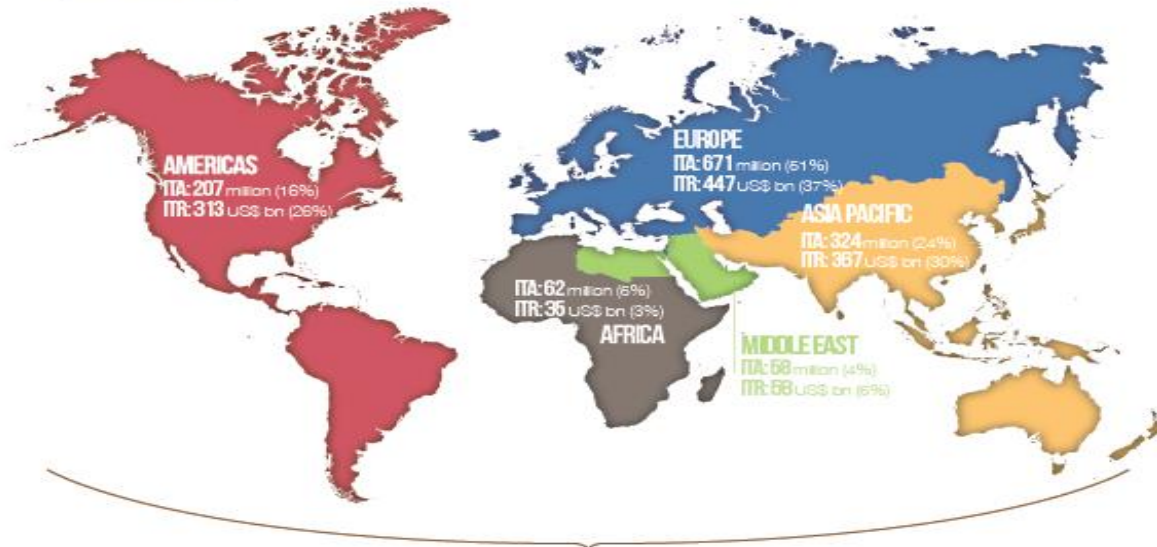 AMERICAS
ITA: 207 million (16%)
ITR: 313 US$ bn (26%)
EUROPE
ITA: 671 million (51%)
ITR: 447 US$ bn (37%)
ASIA PACIFIC
ITA: 324 million (24%)
ITR: 367 US$ bn (30%)
ITA: 62 million (5%)
ITR: 35 US$ bn (3%)
AFRICA
MIDDLE EAST
ITA: 58 million (4%)
ITR: 58 US$ bn (5%)